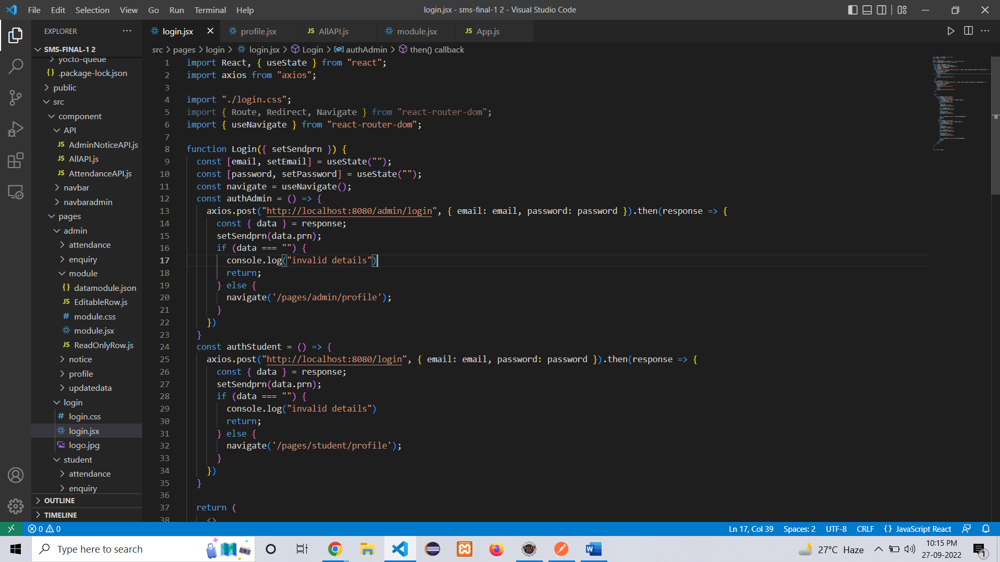 File Edit Selection View Go Run Terminal Help
login.jsx - sms-final-1 2 - Visual Studio Code
EXPLORER
SMS-FINAL-1 2
yocto-queue
{} .package-lock.json
public
src
component
API
JS AdminNoticeAPI.js
JS AllAPI.js
JS AttendanceAPI.js
navbar
navbaradmin
pages
admin
attendance
enquiry
module
{} datamodule.json
JS EditableRow.js
# module.css
module.jsx
JS ReadOnlyRow.js
notice
profile
updatedata
login
# login.css
login.jsx
logo.jpg
student
attendance
enquiry
OUTLINE
TIMELINE
login.jsx profile.jsx JS AllAPI.js module.jsx JS App.js
src > pages > login > login.jsx > Login > authAdmin > then() callback
1 import React, { useState } from "react";
2 import axios from "axios";
3
4 import "./login.css";
5 import { Route, Redirect, Navigate } from "react-router-dom";
6 import { useNavigate } from "react-router-dom";
7
8 function Login({ setSendprn }) {
9 const [email, setEmail] = useState("");
10 const [password, setPassword] = useState("");
11 const navigate = useNavigate();
12 const authAdmin = () => {
13 axios.post("http://localhost:8080/admin/login", { email: email, password: password }).then(response => {
14 const { data } = response;
15 setSendprn(data.prn);
16 if (data === "") {
17 console.log("invalid details")
18 return;
19 } else {
20 navigate('/pages/admin/profile');
21 }
22 })
23 }
24 const authStudent = () => {
25 axios.post("http://localhost:8080/login", { email: email, password: password }).then(response => {
26 const { data } = response;
27 setSendprn(data.prn);
28 if (data === "") {
29 console.log("invalid details")
30 return;
31 } else {
32 navigate('/pages/student/profile');
33 }
34 })
35 }
36
37 return (
38 <>
0 0
Ln 17, Col 39 Spaces: 2 UTF-8 CRLF {} JavaScript React
Type here to search
27°C Haze
10:15 PM
27-09-2022
1